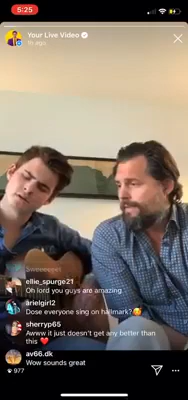 5:25
Your Live Video
1h ago
ellie_spurge21
Oh lord you guys are amazing
arielgirl2
Dose everyone sing on hallmark?🥰
sherryp65
Awww it just doesn't get any better than
this ❤️
av66.dk
Wow sounds great
977